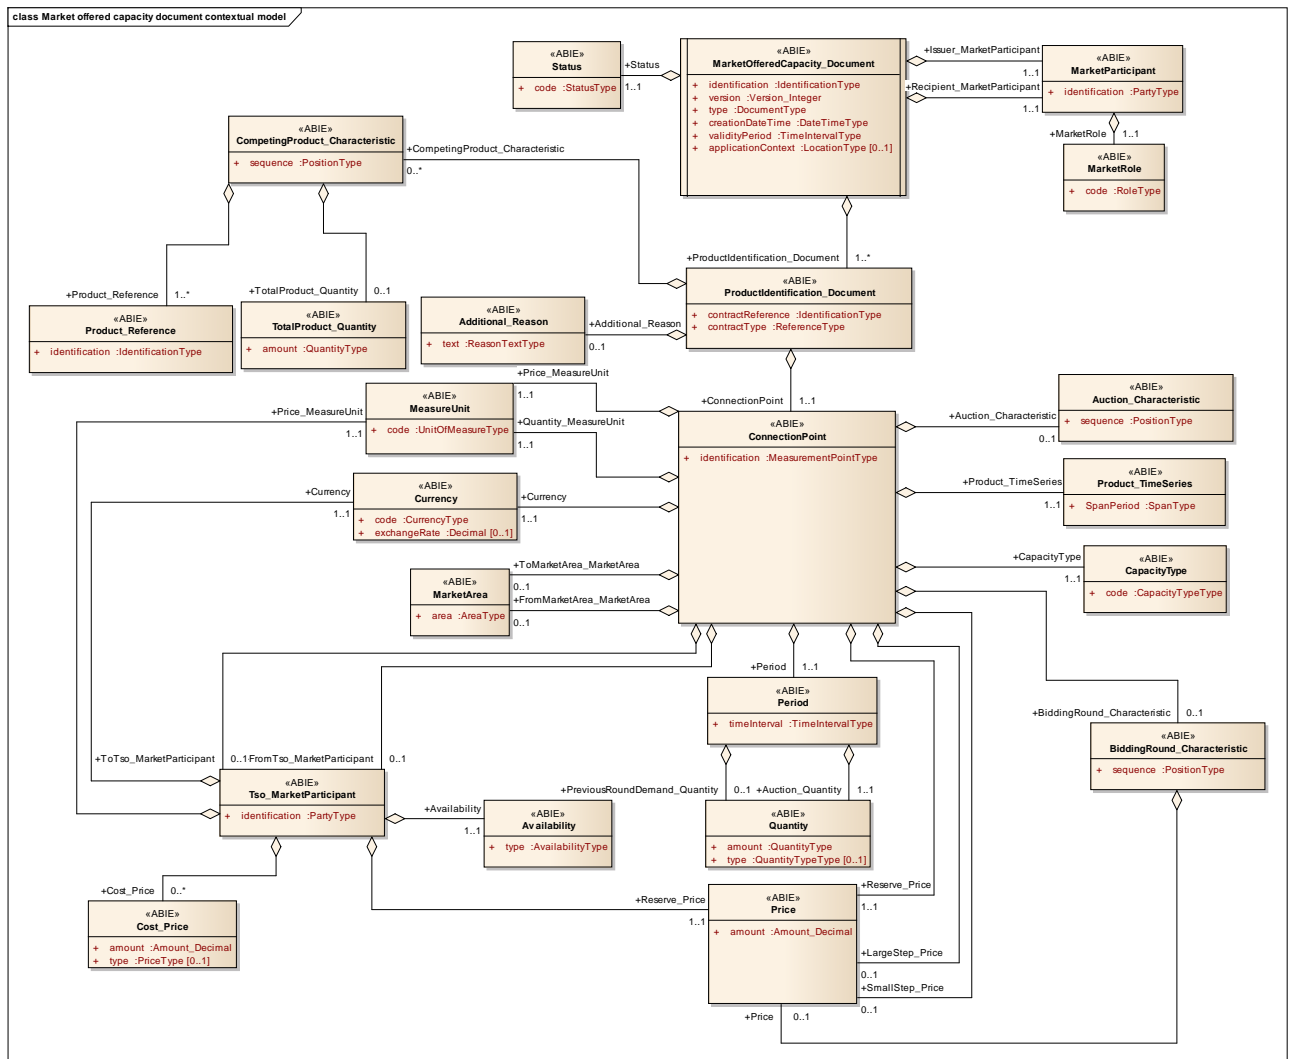 class Market offered capacity document contextual model
«ABIE»
Status
+ code :StatusType
+Status
1..1
«ABIE»
MarketOfferedCapacity_Document
+ identification :IdentificationType
+ version :Version_Integer
+ type :DocumentType
+ creationDateTime :DateTimeType
+ validityPeriod :TimeIntervalType
+ applicationContext :LocationType [0..1]
+Issuer_MarketParticipant
1..1
+Recipient_MarketParticipant
1..1
«ABIE»
MarketParticipant
+ identification :PartyType
+MarketRole
1..1
«ABIE»
MarketRole
+ code :RoleType
«ABIE»
CompetingProduct_Characteristic
+ sequence :PositionType
+CompetingProduct_Characteristic
0..*
+Product_Reference
1..*
«ABIE»
Product_Reference
+ identification :IdentificationType
+TotalProduct_Quantity
0..1
«ABIE»
TotalProduct_Quantity
+ amount :QuantityType
+ProductIdentification_Document
1..*
«ABIE»
ProductIdentification_Document
+ contractReference :IdentificationType
+ contractType :ReferenceType
«ABIE»
Additional_Reason
+ text :ReasonTextType
+Additional_Reason
0..1
+ConnectionPoint
1..1
+Price_MeasureUnit
1..1
«ABIE»
MeasureUnit
+ code :UnitOfMeasureType
+Price_MeasureUnit
1..1
+Quantity_MeasureUnit
1..1
«ABIE»
ConnectionPoint
+ identification :MeasurementPointType
+Auction_Characteristic
0..1
«ABIE»
Auction_Characteristic
+ sequence :PositionType
+Currency
1..1
«ABIE»
Currency
+ code :CurrencyType
+ exchangeRate :Decimal [0..1]
+Currency
1..1
+Product_TimeSeries
1..1
«ABIE»
Product_TimeSeries
+ SpanPeriod :SpanType
«ABIE»
MarketArea
+ area :AreaType
+ToMarketArea_MarketArea
0..1
+FromMarketArea_MarketArea
0..1
+CapacityType
1..1
«ABIE»
CapacityType
+ code :CapacityTypeType
+Period
1..1
«ABIE»
Period
+ timeInterval :TimeIntervalType
+BiddingRound_Characteristic
0..1
«ABIE»
BiddingRound_Characteristic
+ sequence :PositionType
+ToTso_MarketParticipant
0..1
FromTso_MarketParticipant
0..1
«ABIE»
Tso_MarketParticipant
+ identification :PartyType
+Availability
1..1
«ABIE»
Availability
+ type :AvailabilityType
+PreviousRoundDemand_Quantity
0..1
+Auction_Quantity
1..1
«ABIE»
Quantity
+ amount :QuantityType
+ type :QuantityTypeType [0..1]
+Cost_Price
0..*
«ABIE»
Cost_Price
+ amount :Amount_Decimal
+ type :PriceType [0..1]
+Reserve_Price
1..1
«ABIE»
Price
+ amount :Amount_Decimal
+Reserve_Price
1..1
+LargeStep_Price
0..1
+SmallStep_Price
0..1
+Price
0..1